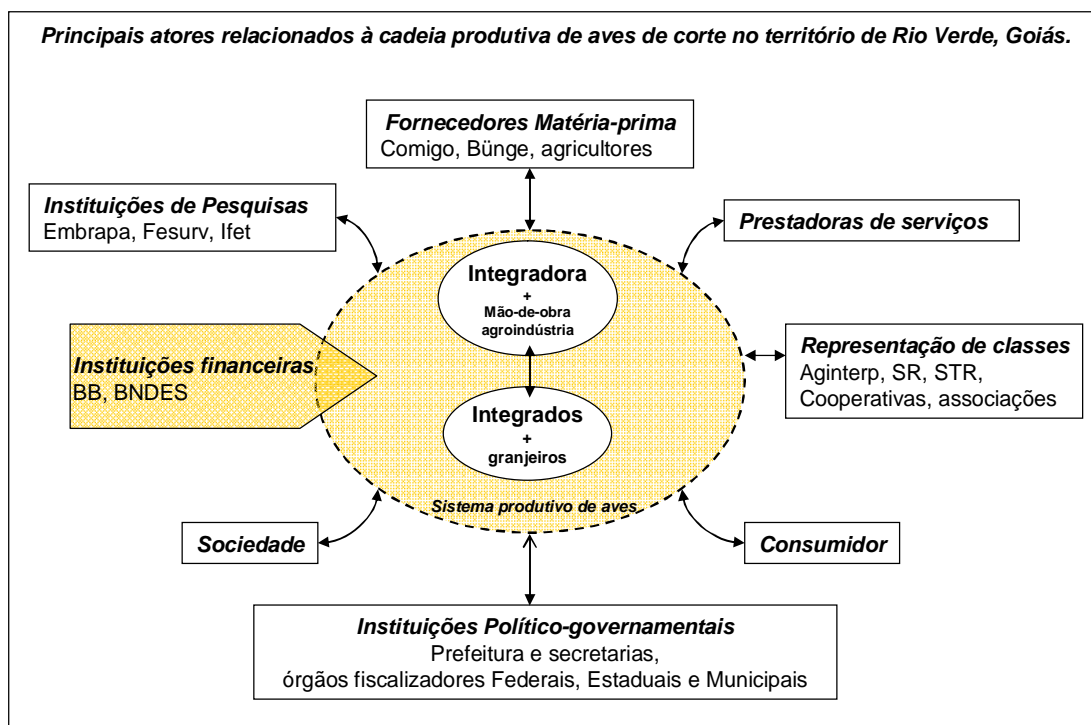 Principais atores relacionados à cadeia produtiva de aves de corte no território de Rio Verde, Goiás.
Fornecedores Matéria-prima
Comigo, Bünge, agricultores
Instituições de Pesquisas
Embrapa, Fesurv, Ifet
Prestadoras de serviços
Integradora
+
Mão-de-obra
agroindústria
Instituições financeiras
BB, BNDES
Representação de classes
Aginterp, SR, STR,
Cooperativas, associações
Integrados
+
granjeiros
Sistema produtivo de aves
Sociedade
Consumidor
Instituições Político-governamentais
Prefeitura e secretarias,
órgãos fiscalizadores Federais, Estaduais e Municipais